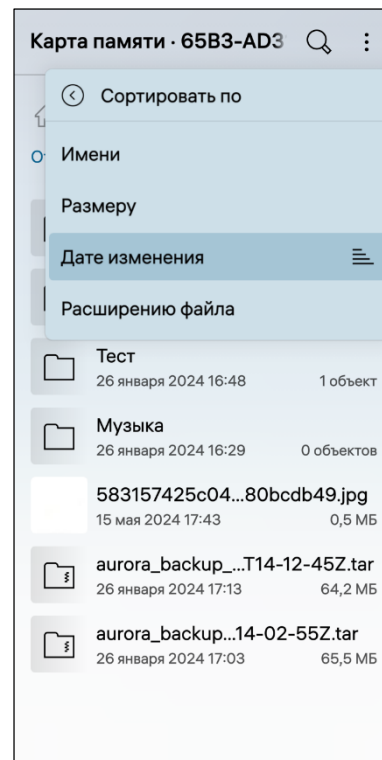 Карта памяти · 65B3-AD3
Сортировать по
Имени
Размеру
Дате изменения
Расширению файла
Тест
26 января 2024 16:48 1 объект
Музыка
26 января 2024 16:29 0 объектов
583157425c04...80bcdb49.jpg
15 мая 2024 17:43 0,5 МБ
aurora_backup_...T14-12-45Z.tar
26 января 2024 17:13 64,2 МБ
aurora_backup...14-02-55Z.tar
26 января 2024 17:03 65,5 МБ